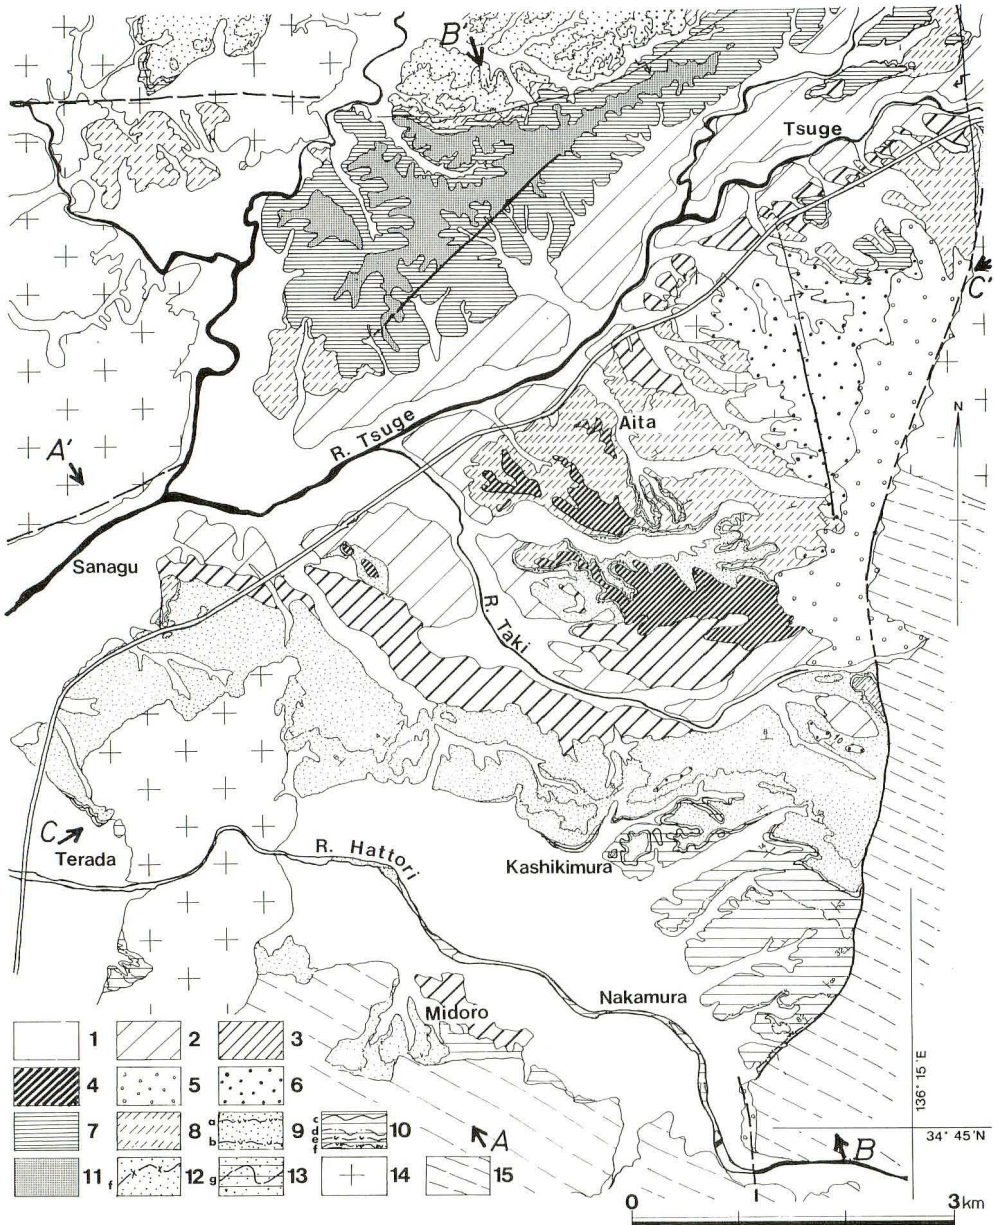 B
Tsuge
C'
N
Aita
R. Tsuge
A'
Sanagu
R. Taki
10
C
Terada
R. Hattori
Kashikimura
Nakamura
Midoro
136° 15'E
34° 45'N
A
B
1 2 3
4 5 6
7 8 a b 9 c d e f 10
11 f 12 g 13 14 15
0 3 km